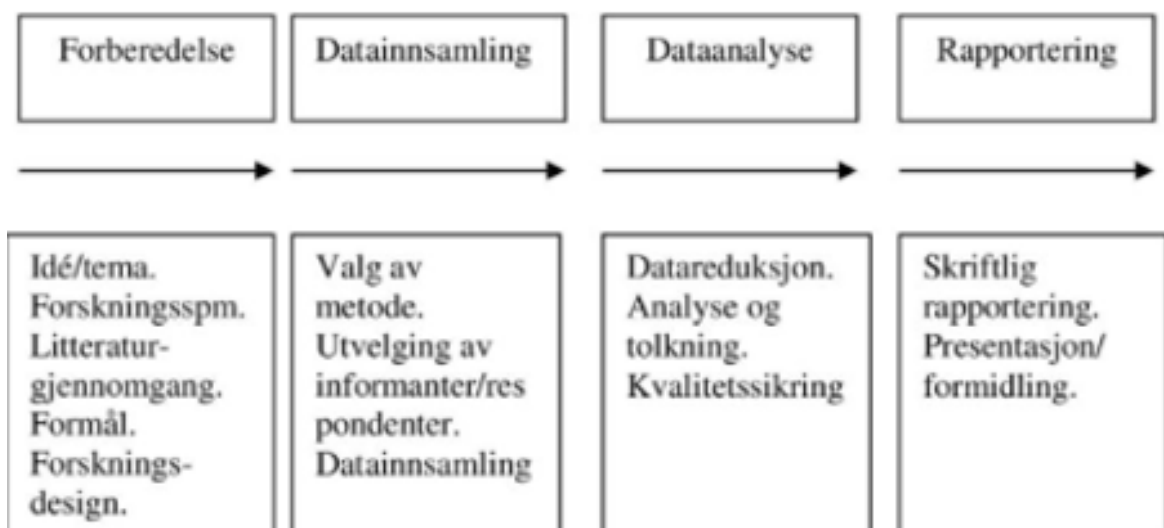 Forberedelse
Datainnsamling
Dataanalyse
Rapportering
Idé/tema.
Forskningsspm.
Litteratur-
gjennomgang.
Formål.
Forsknings-
design.
Valg av
metode.
Utvelging av
informanter/res
pondenter.
Datainnsamling
Datareduksjon.
Analyse og
tolkning.
Kvalitetssikring
Skriftlig
rapportering.
Presentasjon/
formidling.